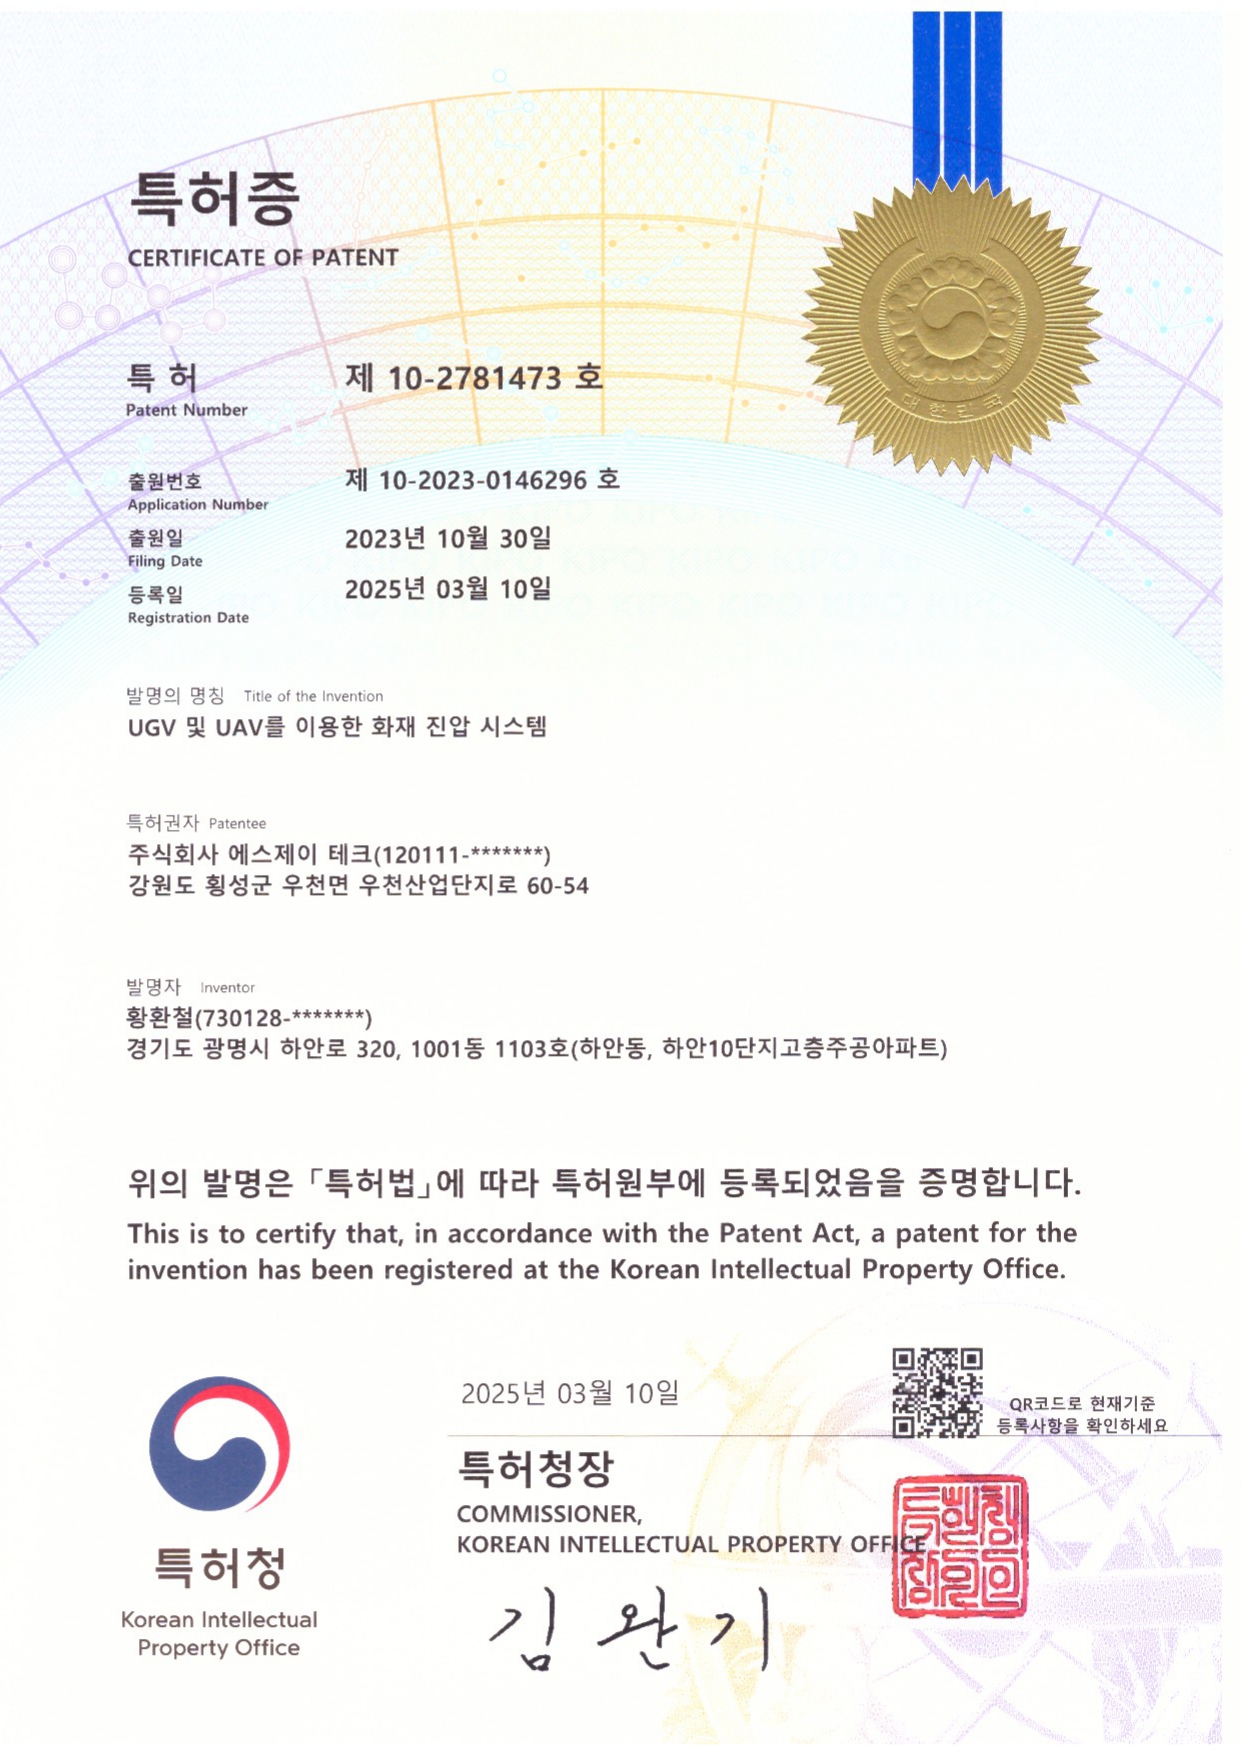 특허증
CERTIFICATE OF PATENT
대한민국
특 허 제 10-2781473 호
Patent Number
출원번호 제 10-2023-0146296 호
Application Number
출원일 2023년 10월 30일
Filing Date
등록일 2025년 03월 10일
Registration Date
발명의 명칭 Title of the Invention
UGV 및 UAV를 이용한 화재 진압 시스템
특허권자 Patentee
주식회사 에스제이 테크(120111-*******)
강원도 횡성군 우천면 우천산업단지로 60-54
발명자 Inventor
황환철(730128-*******)
경기도 광명시 하안로 320, 1001동 1103호(하안동, 하안10단지고층주공아파트)
위의 발명은 「특허법」에 따라 특허원부에 등록되었음을 증명합니다.
This is to certify that, in accordance with the Patent Act, a patent for the
invention has been registered at the Korean Intellectual Property Office.
2025년 03월 10일
QR코드로 현재기준
등록사항을 확인하세요
특허청장
COMMISSIONER,
KOREAN INTELLECTUAL PROPERTY OFFICE
김 완 기
특허청
Korean Intellectual
Property Office